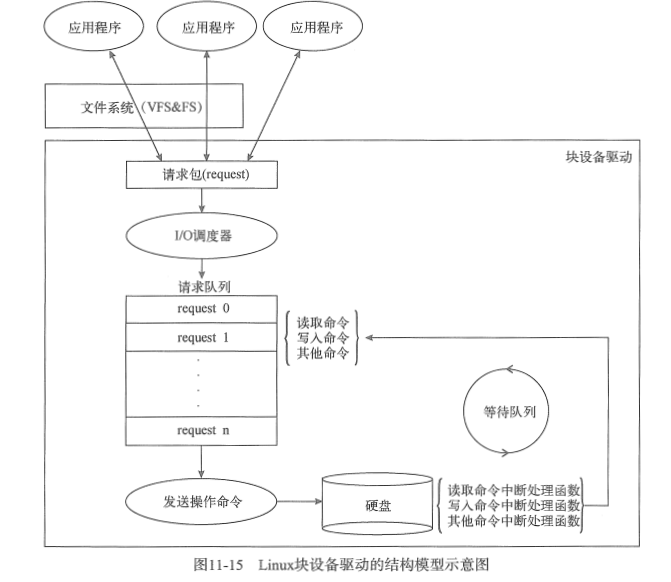 应用程序
应用程序
应用程序
文件系统（VFS&FS）
块设备驱动
请求包(request)
I/O调度器
请求队列
request 0
request 1
request n
读取命令
写入命令
其他命令
等待队列
发送操作命令
硬盘
读取命令中断处理函数
写入命令中断处理函数
其他命令中断处理函数
图11-15 Linux块设备驱动的结构模型示意图